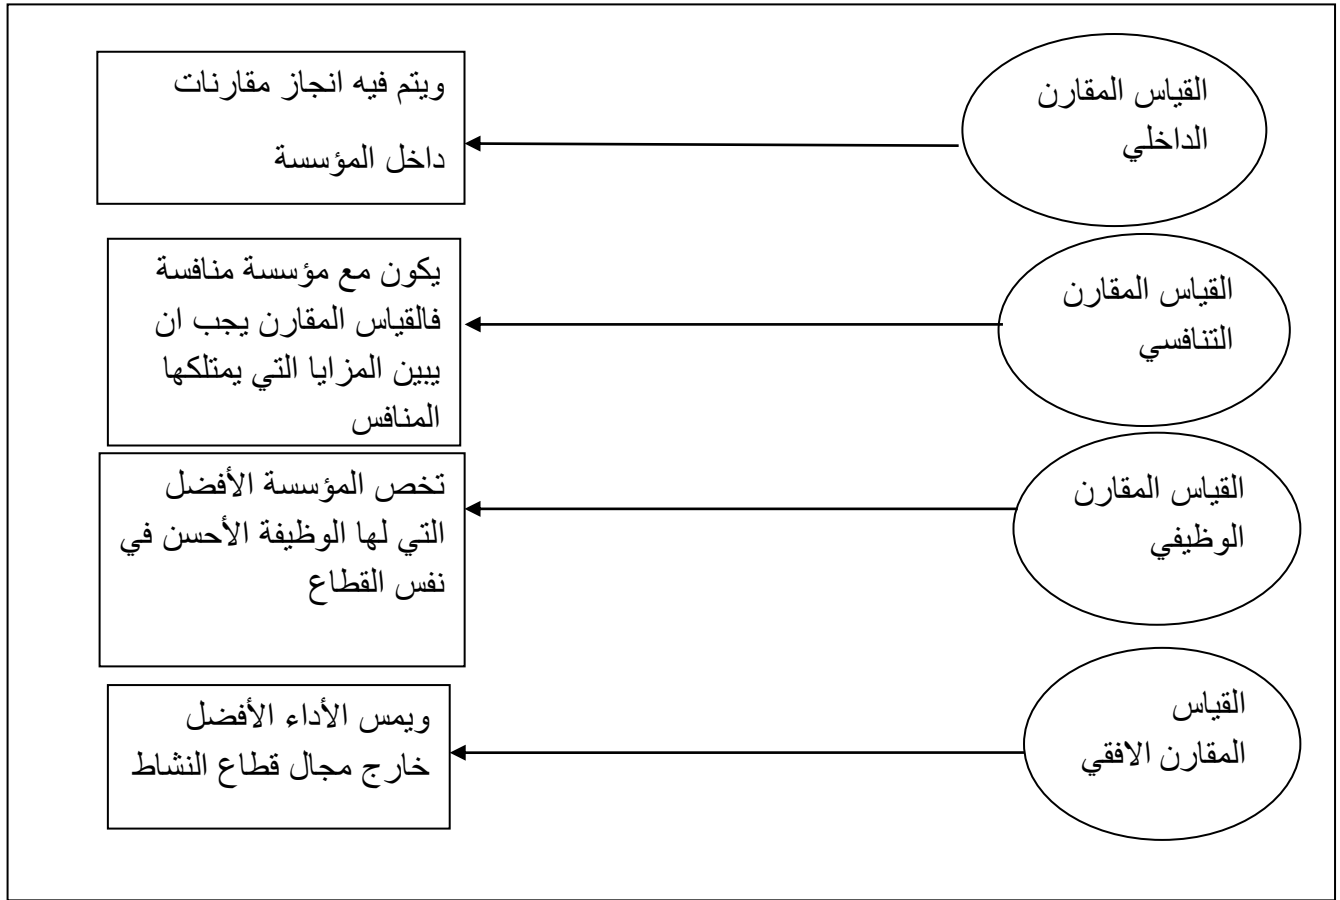 القياس المقارن
الداخلي
ويتم فيه انجاز مقارنات
داخل المؤسسة
القياس المقارن
التنافسي
يكون مع مؤسسة منافسة
فالقياس المقارن يجب ان
يبين المزايا التي يمتلكها
المنافس
القياس المقارن
الوظيفي
تخص المؤسسة الأفضل
التي لها الوظيفة الأحسن في
نفس القطاع
القياس
المقارن الافقي
ويمس الأداء الأفضل
خارج مجال قطاع النشاط